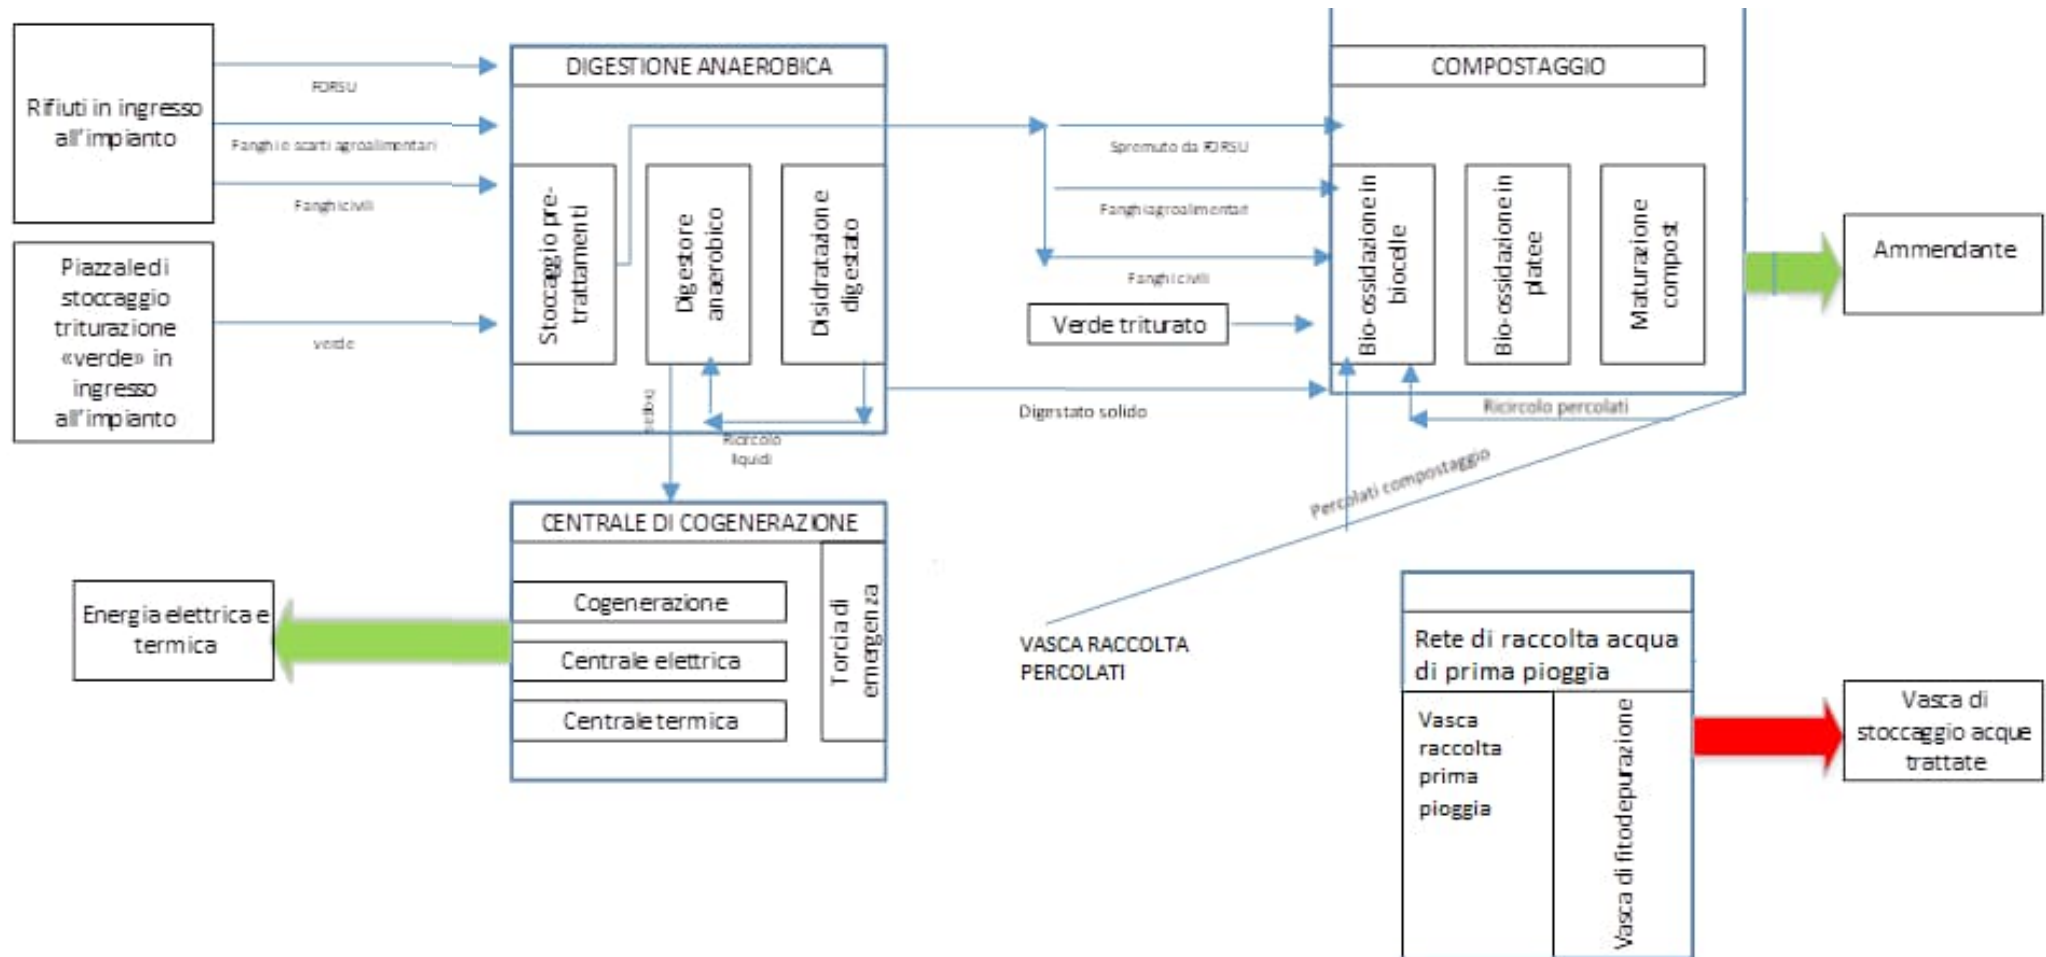 Rifiuti in ingresso
all'impianto
FORSU
Fanghi e scarti agroalimentari
Fanghi civili
Piazzale di
stoccaggio
triturazione
«verde» in
ingresso
all'impianto
verde
DIGESTIONE ANAEROBICA
Stoccaggio pre-
trattamenti
Digestore
anaerobico
Disidratazione
digestato
Ricircolo
liquidi
Spremuto da FORSU
Fanghi agroalimentari
Fanghi civili
Verde triturato
Digestato solido
COMPOSTAGGIO
Bio-ossidazione in
biocelle
Bio-ossidazione in
platee
Maturazione
compost
Ricircolo percolati
Percolati compostaggio
Ammendante
CENTRALE DI COGENERAZIONE
Cogenerazione
Centrale elettrica
Centrale termica
Torcia di
emergenza
Energia elettrica e
termica
VASCA RACCOLTA
PERCOLATI
Rete di raccolta acqua
di prima pioggia
Vasca
raccolta
prima
pioggia
Vasca di fitodepurazione
Vasca di
stoccaggio acque
trattate